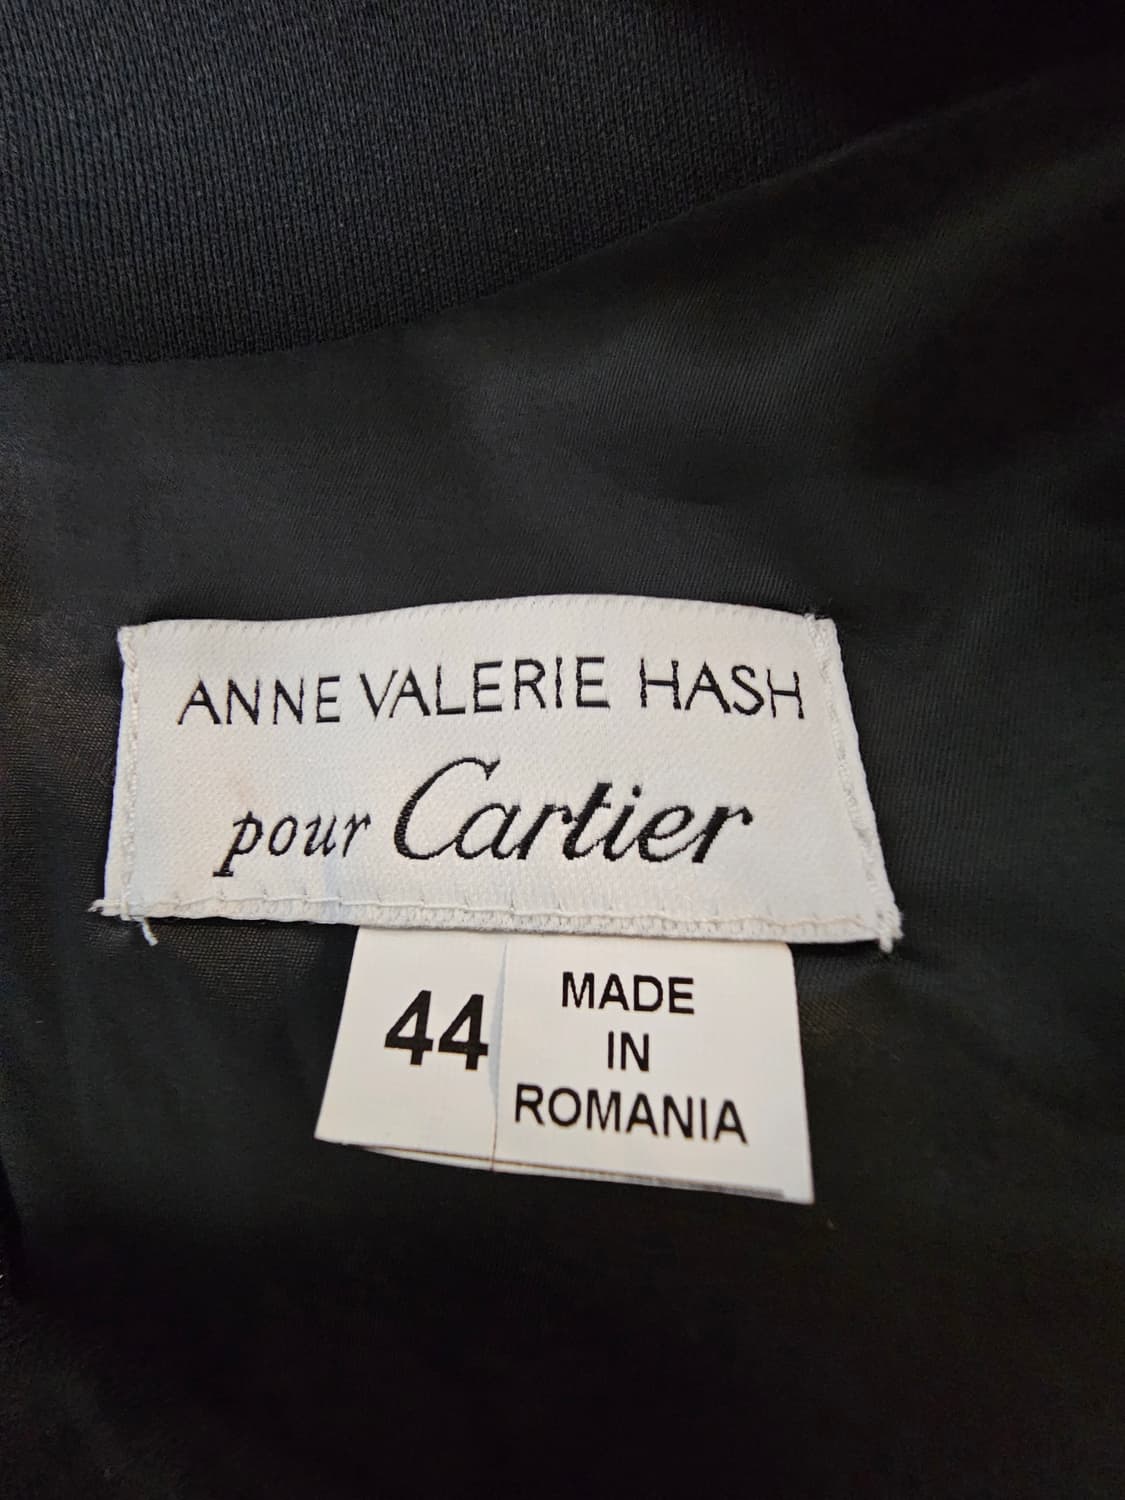 ANNE VALERIE HASH
pour Cartier
44
MADE
IN
ROMANIA